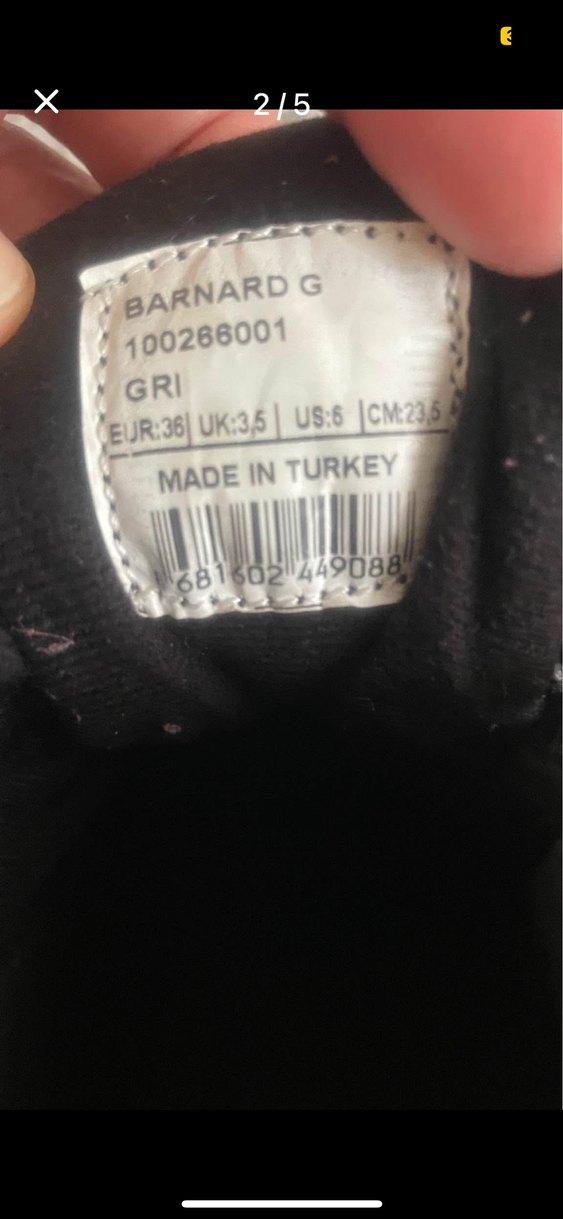 2/5
BARNARD G
100266001
GRI
EUR:36 UK:3,5 US:6 CM:23,5
MADE IN TURKEY
681602 449088